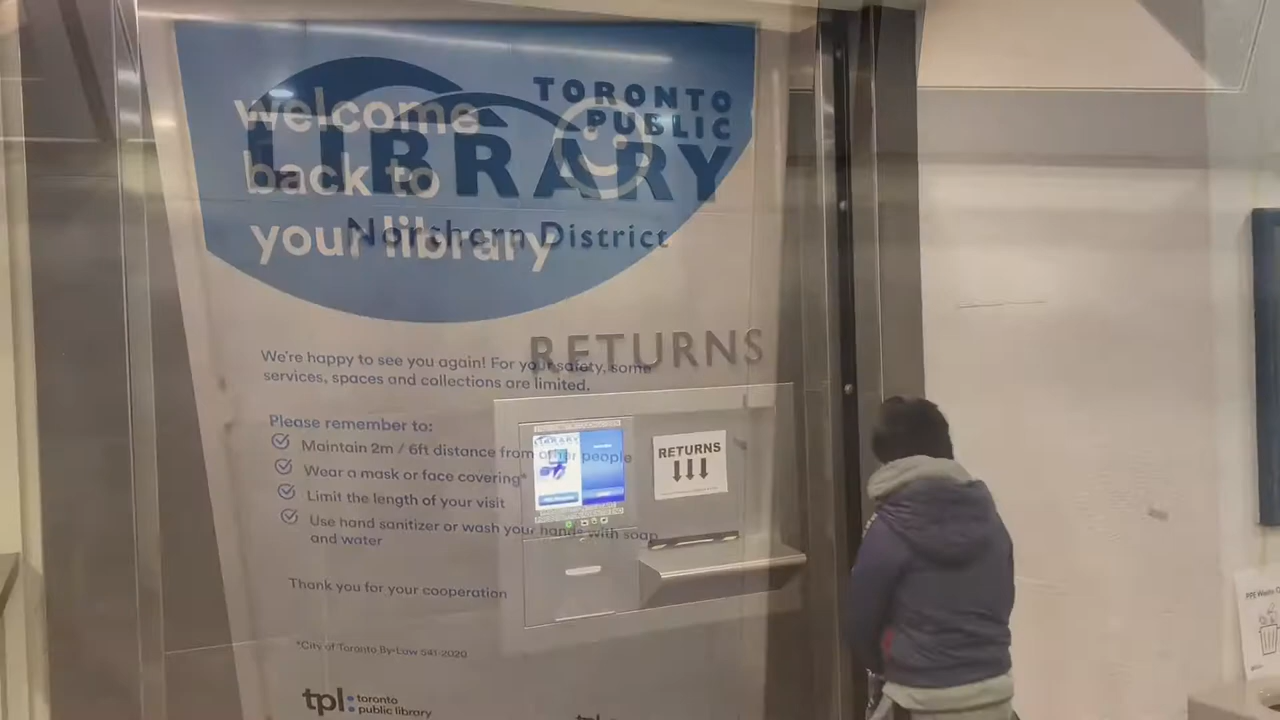 TORONTO
PUBLIC
LIBRARY
Northern District
welcome
back to
your library
RETURNS
We're happy to see you again! For your safety, some
services, spaces and collections are limited.
Please remember to:
Maintain 2m / 6ft distance from other people
Wear a mask or face covering*
Limit the length of your visit
Use hand sanitizer or wash your hands with soap
and water
Thank you for your cooperation
*City of Toronto By-Law 541-2020
tpl: toronto
public library
LIBRARY
RETURNS
tpl